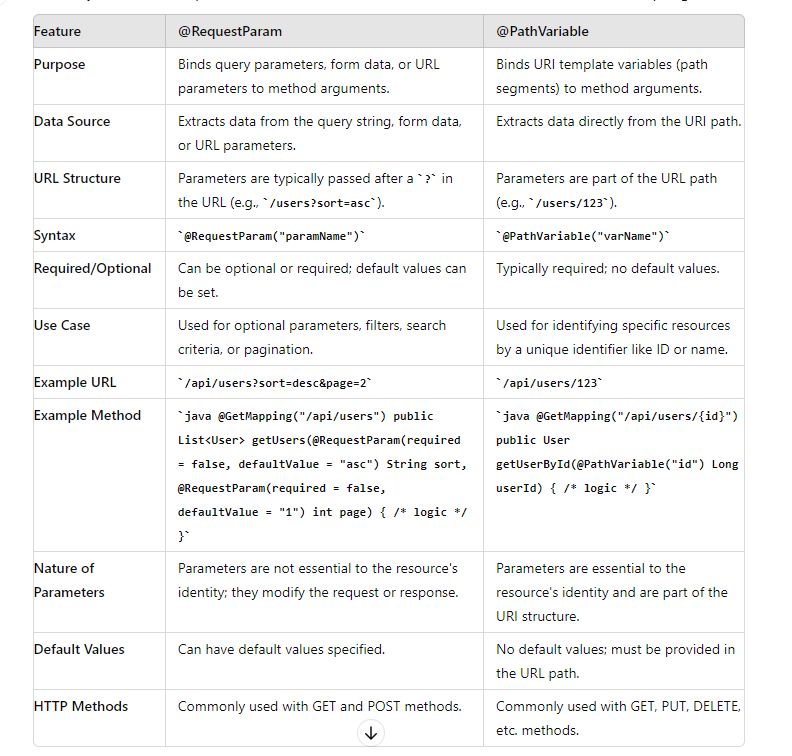 Feature @RequestParam @PathVariable
Purpose Binds query parameters, form data, or URL Binds URI template variables (path
parameters to method arguments. segments) to method arguments.
Data Source Extracts data from the query string, form data, Extracts data directly from the URI path.
or URL parameters.
URL Structure Parameters are typically passed after a `?` in Parameters are part of the URL path
the URL (e.g., `/users?sort=asc`). (e.g., `/users/123`).
Syntax `@RequestParam("paramName")` `@PathVariable("varName")`
Required/Optional Can be optional or required; default values can Typically required; no default values.
be set.
Use Case Used for optional parameters, filters, search Used for identifying specific resources
criteria, or pagination. by a unique identifier like ID or name.
Example URL `/api/users?sort=desc&page=2` `/api/users/123`
Example Method `java @GetMapping("/api/users") public `java @GetMapping("/api/users/{id}")
List<User> getUsers(@RequestParam(required public User
= false, defaultValue = "asc") String sort, getUserById(@PathVariable("id") Long
@RequestParam(required = false, userId) { /* logic */ }`
defaultValue = "1") int page) { /* logic */
}`
Nature of Parameters are not essential to the resource's Parameters are essential to the
Parameters identity; they modify the request or response. resource's identity and are part of the
URI structure.
Default Values Can have default values specified. No default values; must be provided in
the URL path.
HTTP Methods Commonly used with GET and POST methods. Commonly used with GET, PUT, DELETE,
etc. methods.